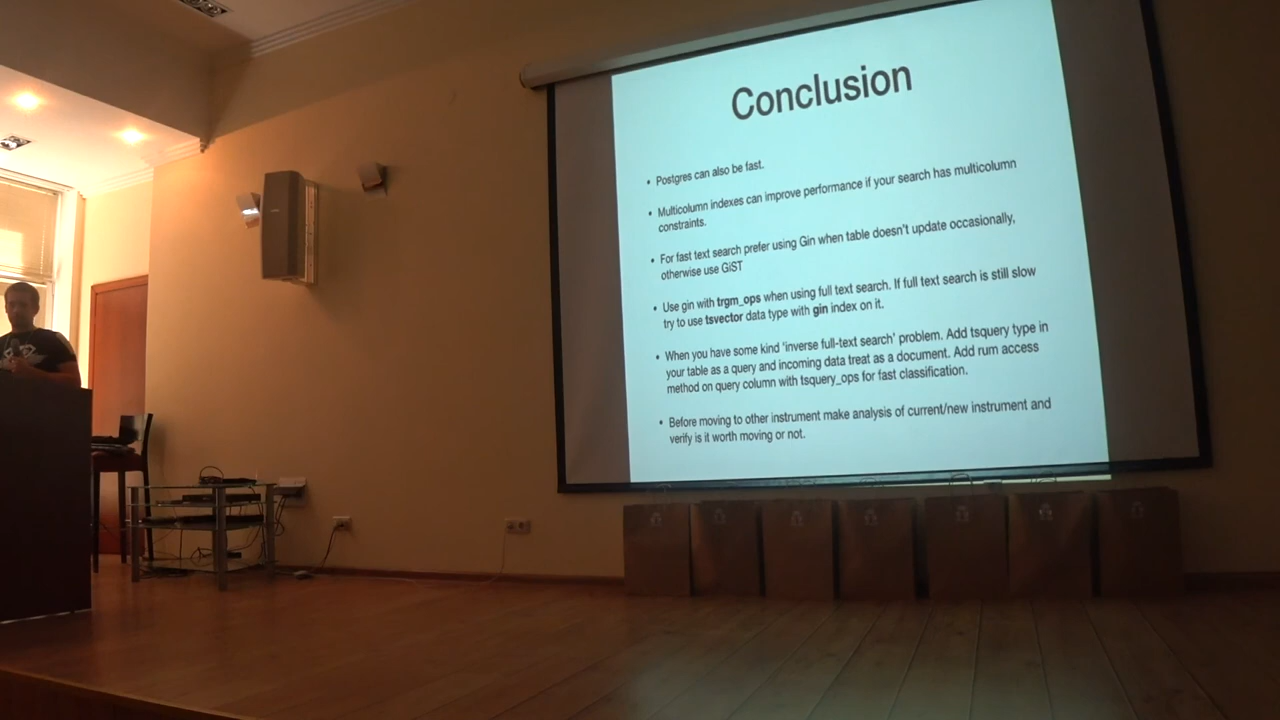 Conclusion
• Postgres can also be fast.
• Multicolumn indexes can improve performance if your search has multicolumn
constraints.
• For fast text search prefer using Gin when table doesn't update occasionally,
otherwise use GiST
• Use gin with trgm_ops when using full text search. If full text search is still slow
try to use tsvector data type with gin index on it.
• When you have some kind 'inverse full-text search' problem. Add tsquery type in
your table as a query and incoming data treat as a document. Add rum access
method on query column with tsquery_ops for fast classification.
• Before moving to other instrument make analysis of current/new instrument and
verify is it worth moving or not.